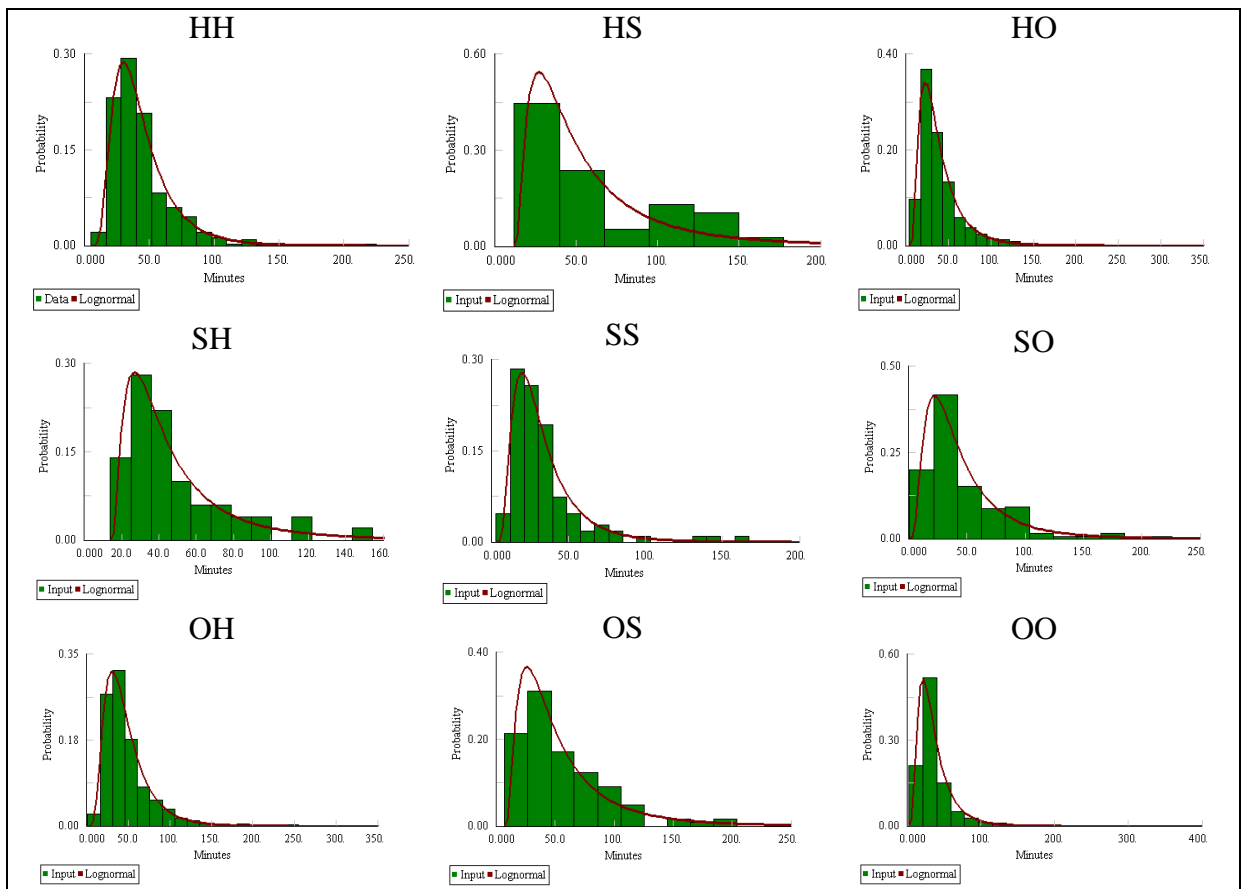 HH
0.30
0.15
0.00
Probability
0.000 50.0 100. 150. 200. 250.
Minutes
Data Lognormal
HS
0.60
0.30
0.00
Probability
0.000 50.0 100. 150. 200.
Minutes
Input Lognormal
HO
0.40
0.20
0.00
Probability
0.000 50.0 100. 150. 200. 250. 300. 350.
Minutes
Input Lognormal
SH
0.30
0.15
0.00
Probability
0.000 20.0 40.0 60.0 80.0 100. 120. 140. 160.
Minutes
Input Lognormal
SS
0.30
0.15
0.00
Probability
0.000 50.0 100. 150. 200.
Minutes
Input Lognormal
SO
0.50
0.25
0.00
Probability
0.000 50.0 100. 150. 200. 250.
Minutes
Input Lognormal
OH
0.35
0.18
0.00
Probability
0.000 50.0 100. 150. 200. 250. 300. 350.
Minutes
Input Lognormal
OS
0.40
0.20
0.00
Probability
0.000 50.0 100. 150. 200. 250.
Minutes
Input Lognormal
OO
0.60
0.30
0.00
Probability
0.000 100. 200. 300. 400.
Minutes
Input Lognormal